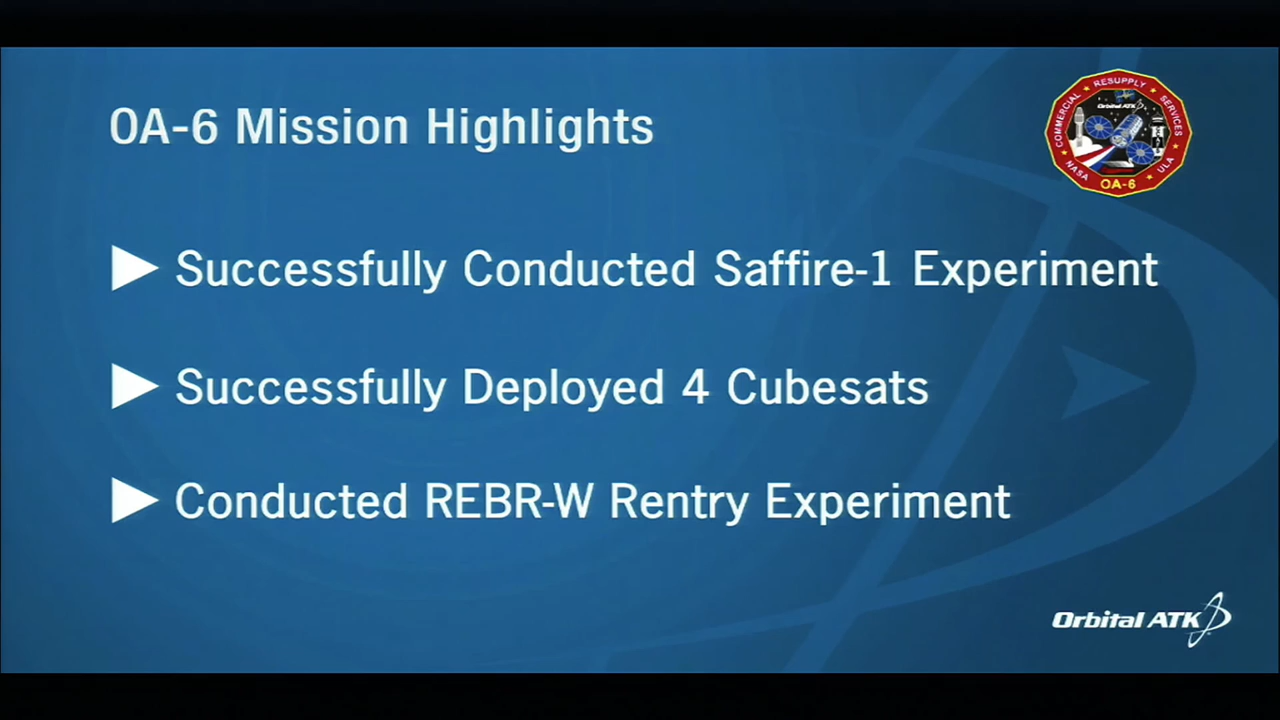 OA-6 Mission Highlights
COMMERCIAL RESUPPLY SERVICES
Orbital ATK
NASA
OA-6
ULA
Successfully Conducted Saffire-1 Experiment
Successfully Deployed 4 Cubesats
Conducted REBR-W Rentry Experiment
Orbital ATK